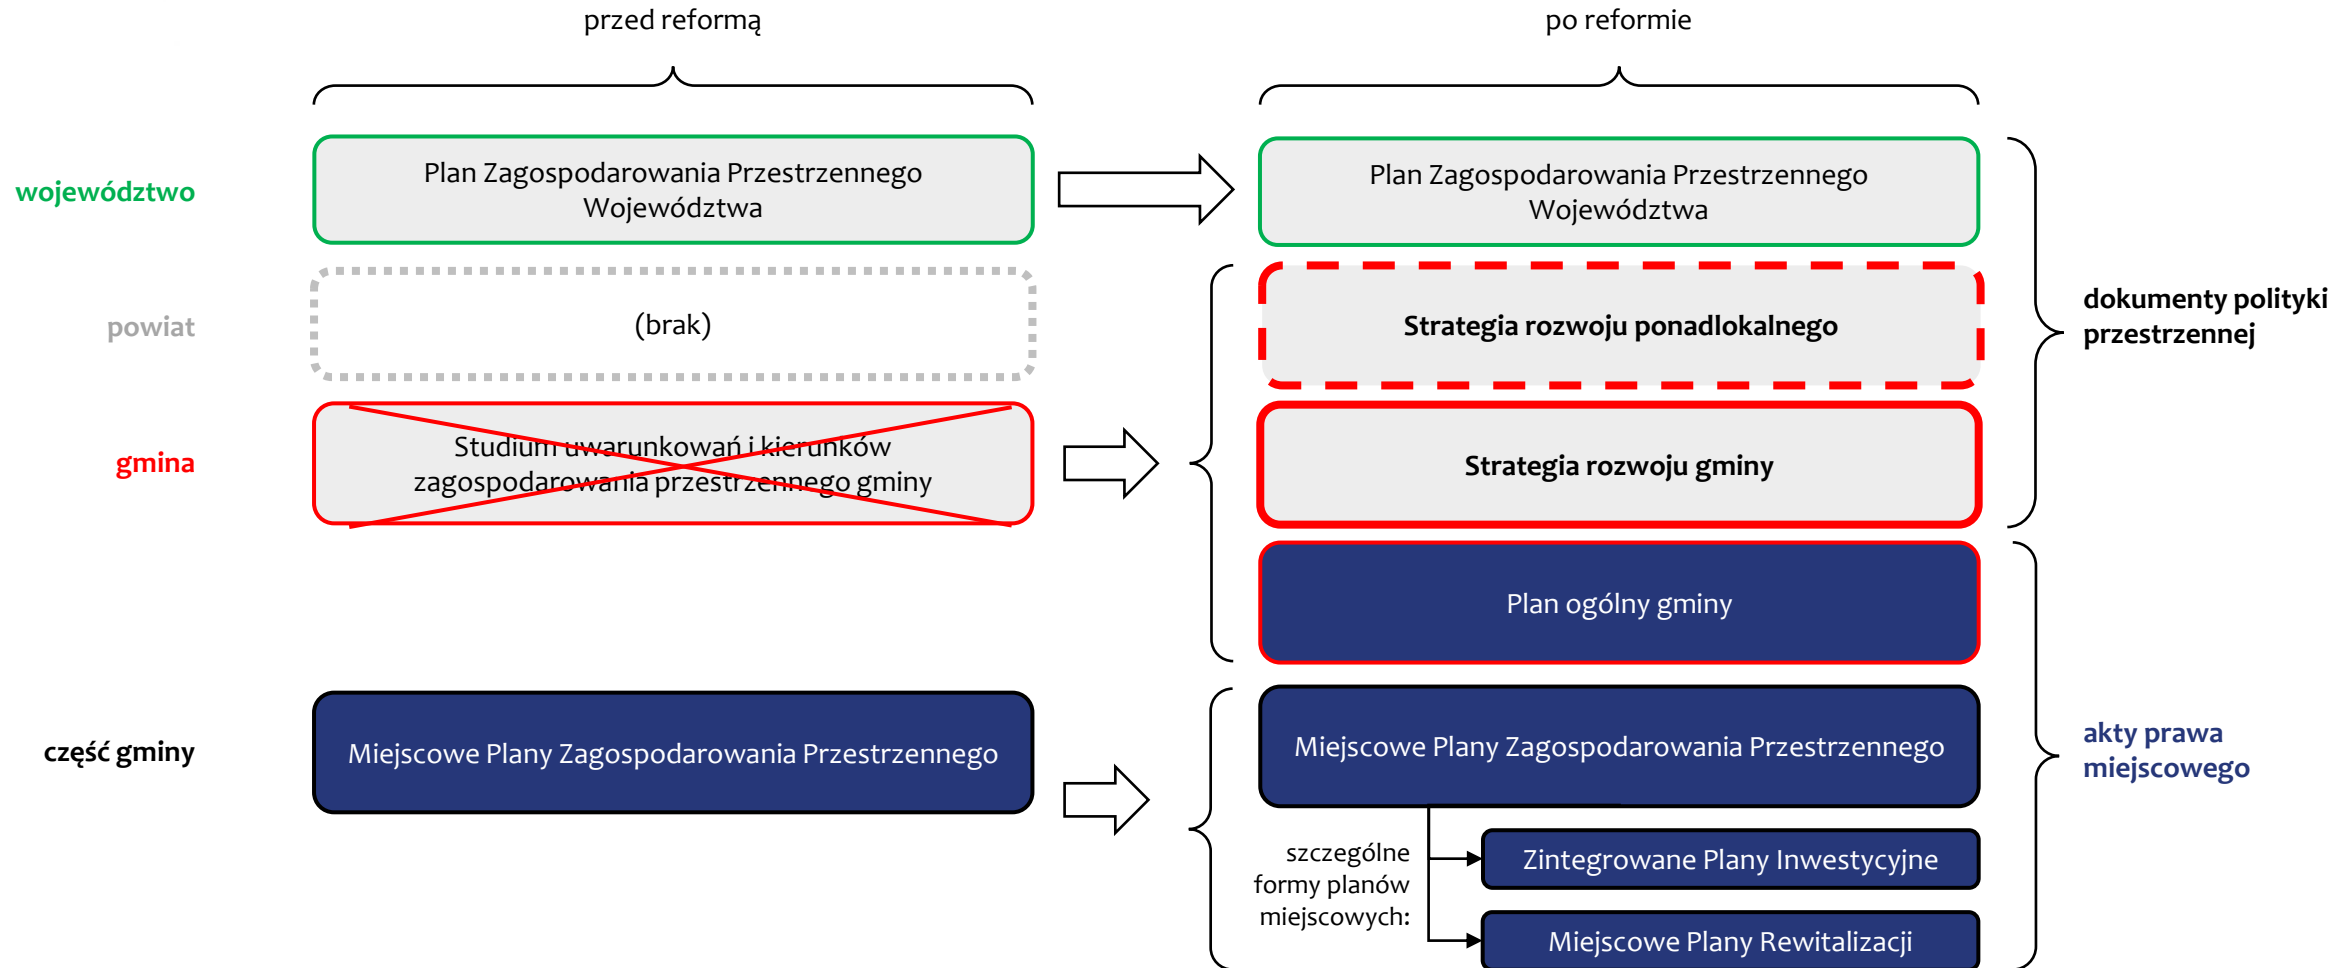 przed reformą
po reformie
województwo
Plan Zagospodarowania Przestrzennego
Województwa
Plan Zagospodarowania Przestrzennego
Województwa
powiat
(brak)
Strategia rozwoju ponadlokalnego
dokumenty polityki
przestrzennej
gmina
Studium uwarunkowań i kierunków
zagospodarowania przestrzennego gminy
Strategia rozwoju gminy
Plan ogólny gminy
część gminy
Miejscowe Plany Zagospodarowania Przestrzennego
Miejscowe Plany Zagospodarowania Przestrzennego
akty prawa
miejscowego
szczególne
formy planów
miejscowych:
Zintegrowane Plany Inwestycyjne
Miejscowe Plany Rewitalizacji